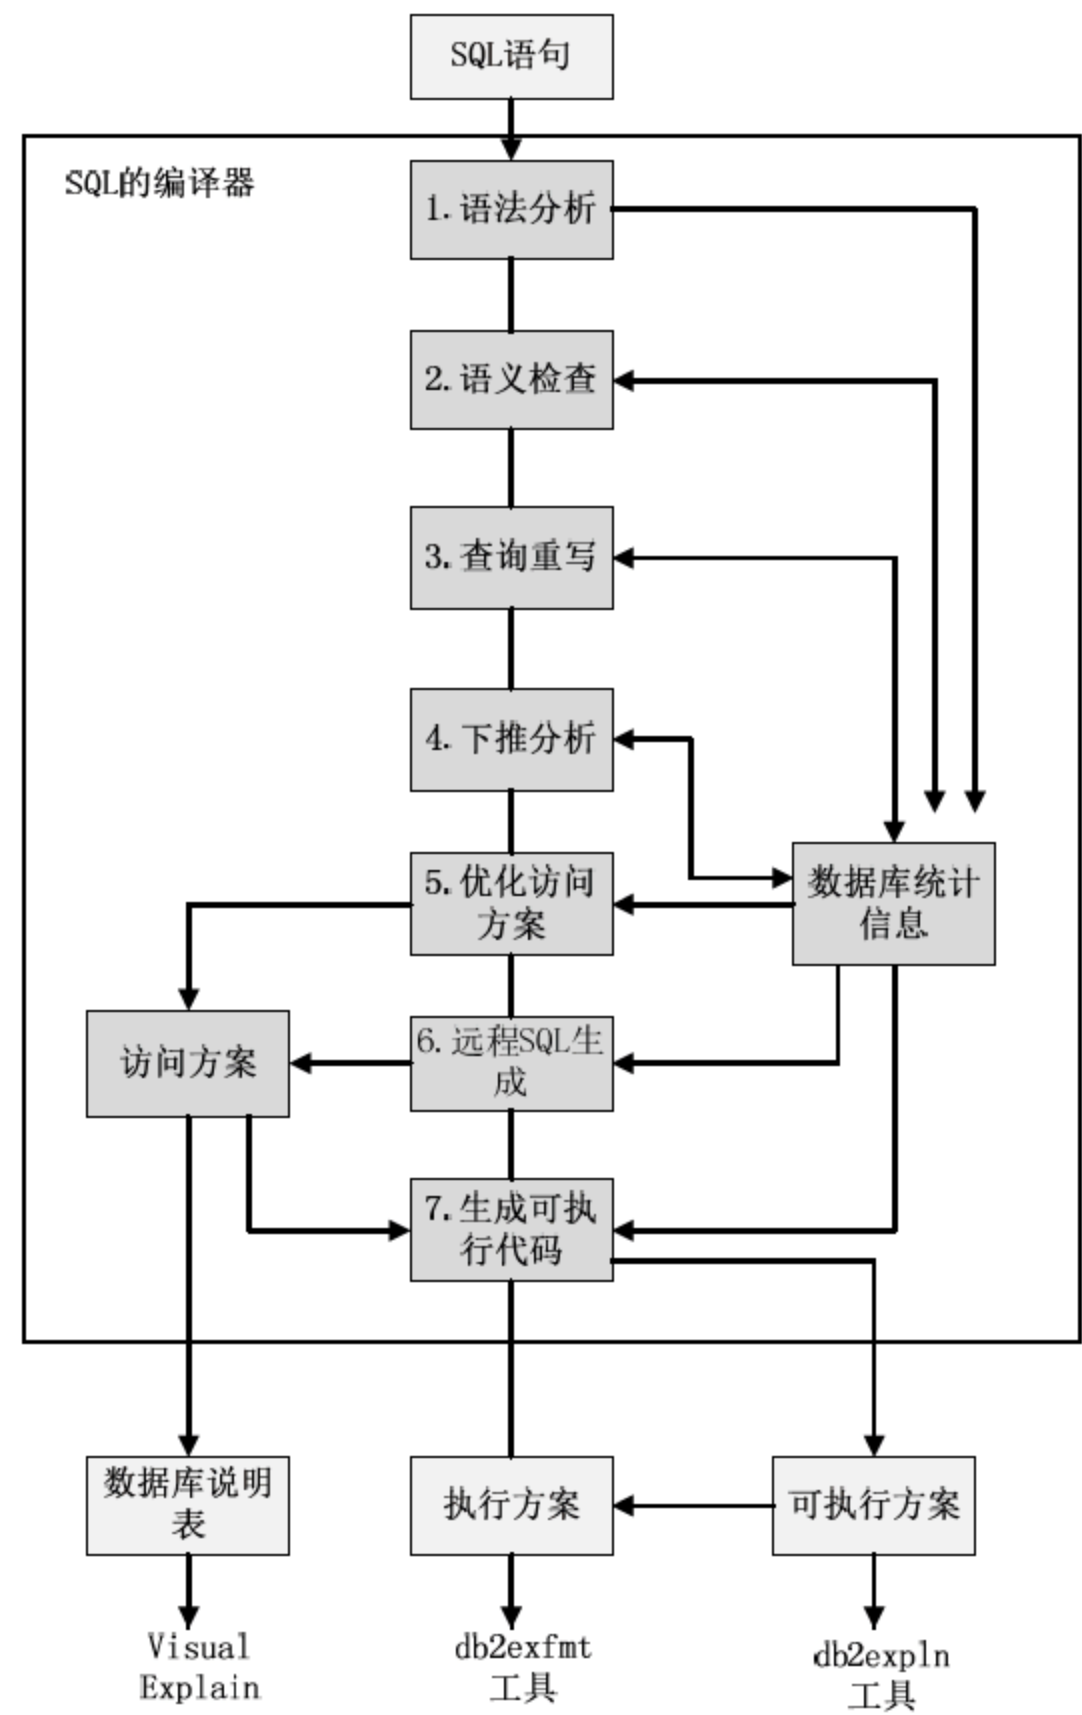 SQL语句
SQL的编译器
1.语法分析
2.语义检查
3.查询重写
4.下推分析
5.优化访问
方案
数据库统计
信息
访问方案
6.远程SQL生
成
7.生成可执
行代码
数据库说明
表
执行方案
可执行方案
Visual
Explain
db2exfmt
工具
db2expln
工具